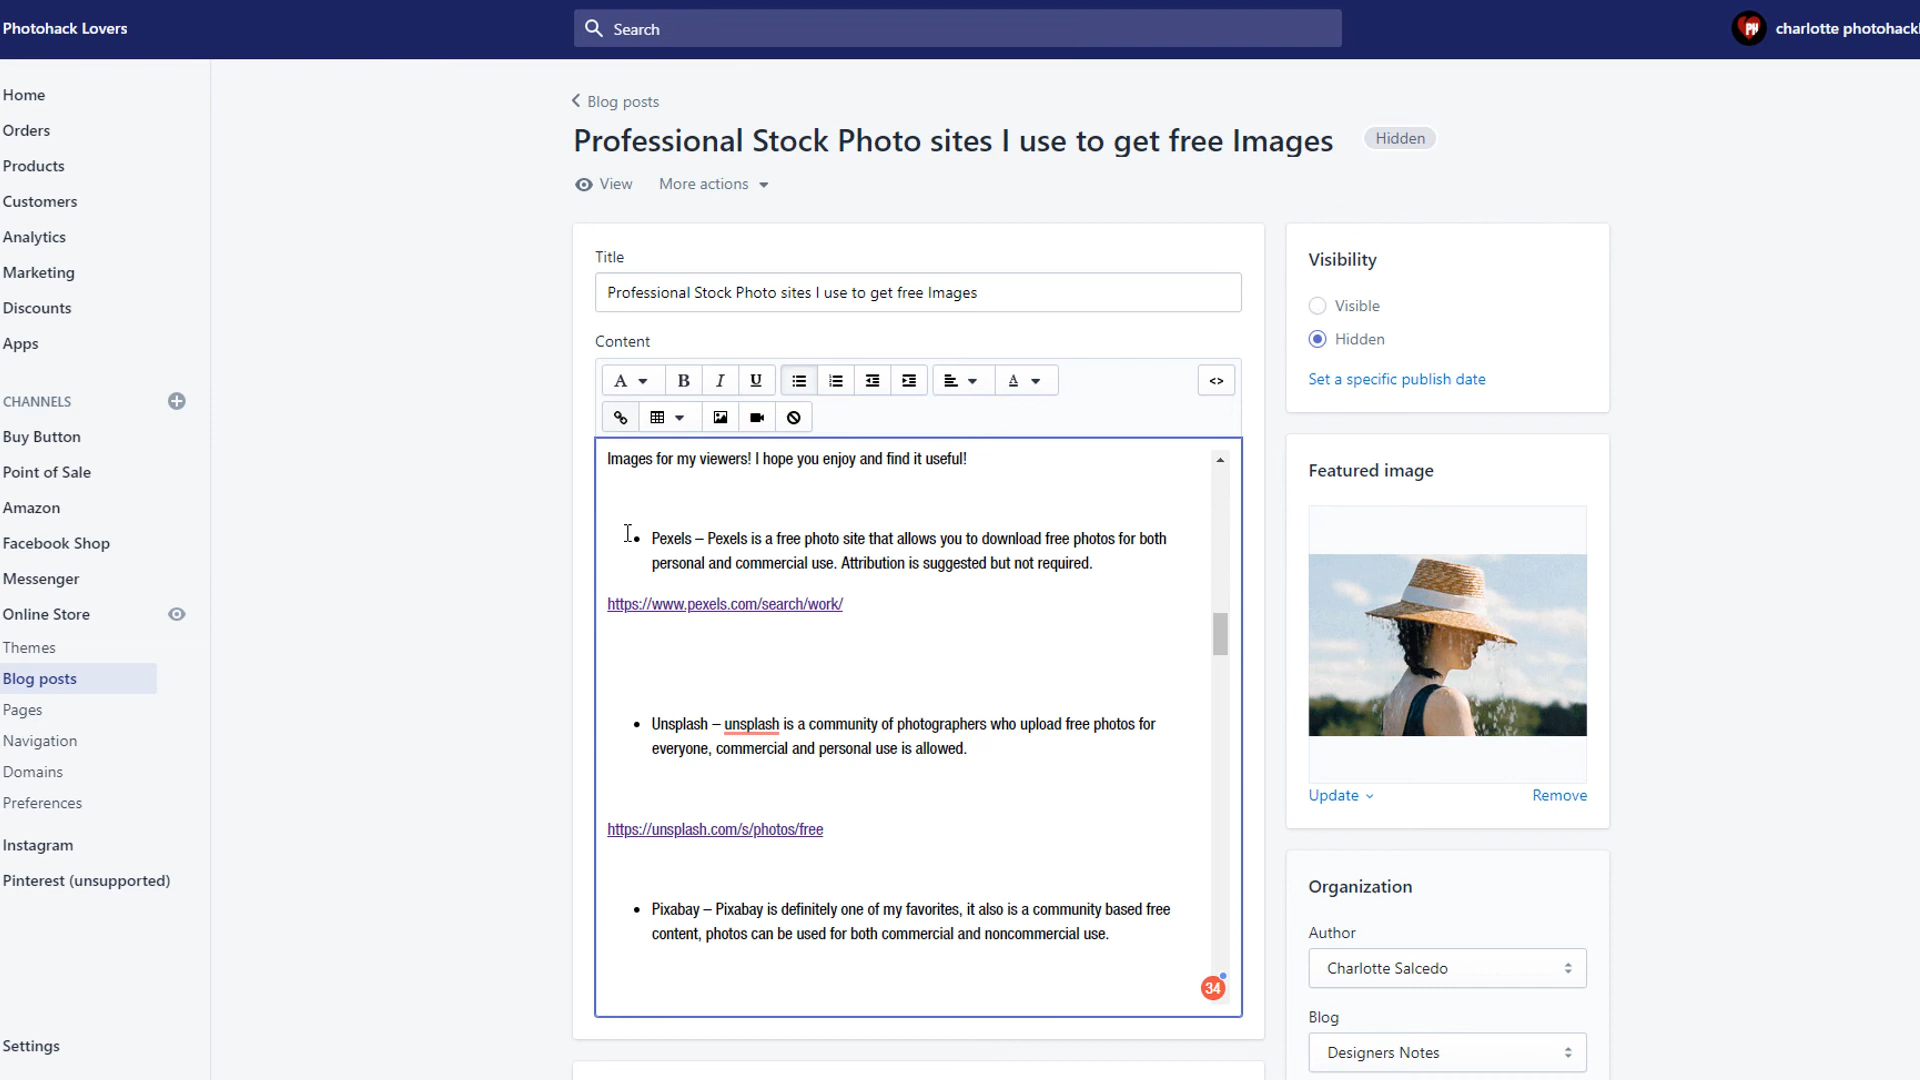 Photohack Lovers
Search
charlotte photohackl
Home
Orders
Products
Customers
Analytics
Marketing
Discounts
Apps
CHANNELS
Buy Button
Point of Sale
Amazon
Facebook Shop
Messenger
Online Store
Themes
Blog posts
Pages
Navigation
Domains
Preferences
Instagram
Pinterest (unsupported)
Settings
Blog posts
Professional Stock Photo sites I use to get free Images
Hidden
View
More actions
Title
Professional Stock Photo sites I use to get free Images
Content
A
B
I
U
A
<>
Images for my viewers! I hope you enjoy and find it useful!
• Pexels – Pexels is a free photo site that allows you to download free photos for both
personal and commercial use. Attribution is suggested but not required.
https://www.pexels.com/search/work/
• Unsplash – unsplash is a community of photographers who upload free photos for
everyone, commercial and personal use is allowed.
https://unsplash.com/s/photos/free
• Pixabay – Pixabay is definitely one of my favorites, it also is a community based free
content, photos can be used for both commercial and noncommercial use.
34
Visibility
Visible
Hidden
Set a specific publish date
Featured image
Update
Remove
Organization
Author
Charlotte Salcedo
Blog
Designers Notes
PH